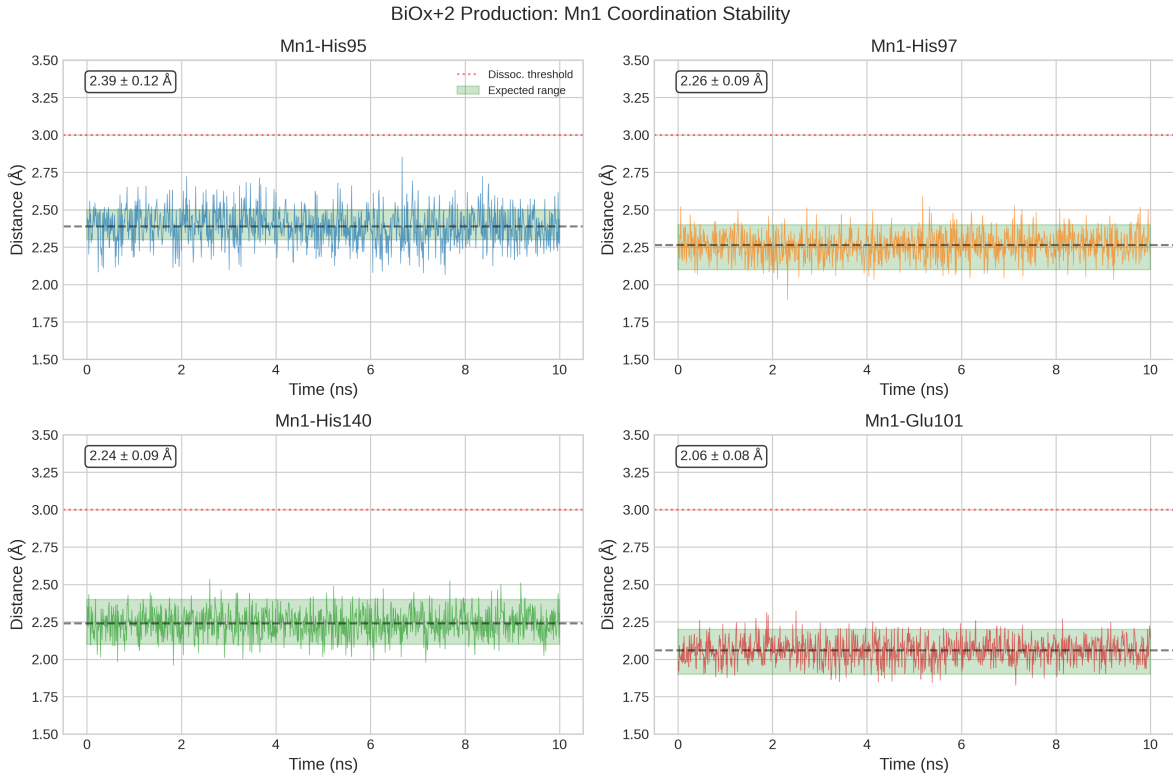 BiOx+2 Production: Mn1 Coordination Stability
Mn1-His95
3.50
3.25
3.00
2.75
2.50
2.25
2.00
1.75
1.50
Distance (Å)
2.39 ± 0.12 Å
Dissoc. threshold
Expected range
0 2 4 6 8 10
Time (ns)
Mn1-His97
3.50
3.25
3.00
2.75
2.50
2.25
2.00
1.75
1.50
Distance (Å)
2.26 ± 0.09 Å
0 2 4 6 8 10
Time (ns)
Mn1-His140
3.50
3.25
3.00
2.75
2.50
2.25
2.00
1.75
1.50
Distance (Å)
2.24 ± 0.09 Å
0 2 4 6 8 10
Time (ns)
Mn1-Glu101
3.50
3.25
3.00
2.75
2.50
2.25
2.00
1.75
1.50
Distance (Å)
2.06 ± 0.08 Å
0 2 4 6 8 10
Time (ns)